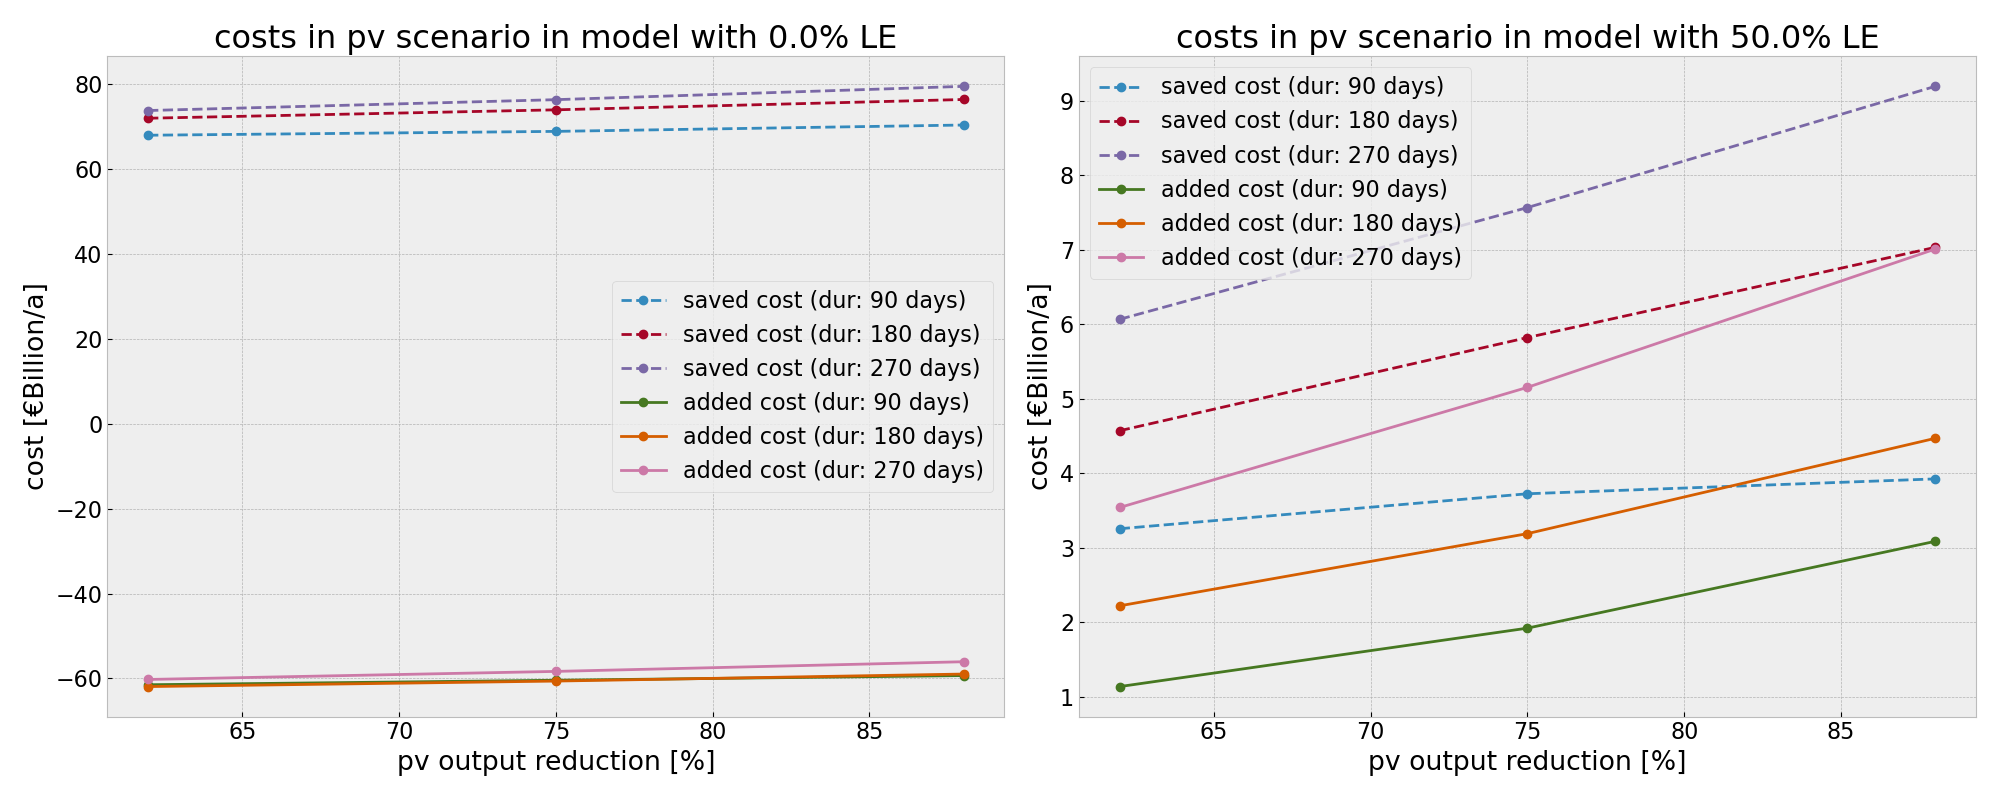 costs in pv scenario in model with 0.0% LE
80
60
40
20
0
−20
−40
−60
cost [€Billion/a]
saved cost (dur: 90 days)
saved cost (dur: 180 days)
saved cost (dur: 270 days)
added cost (dur: 90 days)
added cost (dur: 180 days)
added cost (dur: 270 days)
65 70 75 80 85
pv output reduction [%]
costs in pv scenario in model with 50.0% LE
9
8
7
6
5
4
3
2
1
cost [€Billion/a]
saved cost (dur: 90 days)
saved cost (dur: 180 days)
saved cost (dur: 270 days)
added cost (dur: 90 days)
added cost (dur: 180 days)
added cost (dur: 270 days)
65 70 75 80 85
pv output reduction [%]